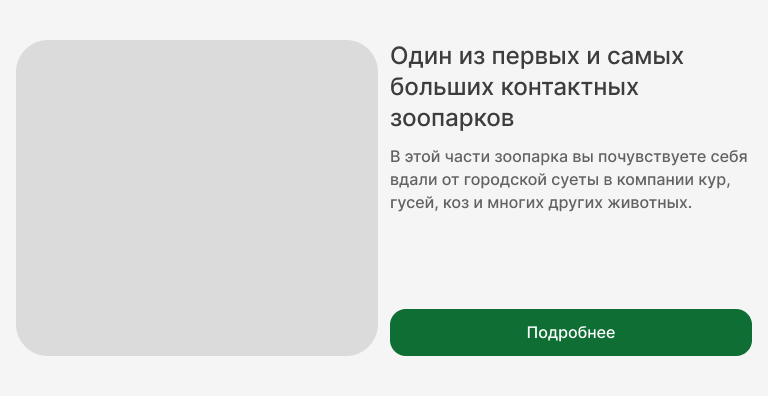 Один из первых и самых
больших контактных
зоопарков
В этой части зоопарка вы почувствуете себя
вдали от городской суеты в компании кур,
гусей, коз и многих других животных.
Подробнее